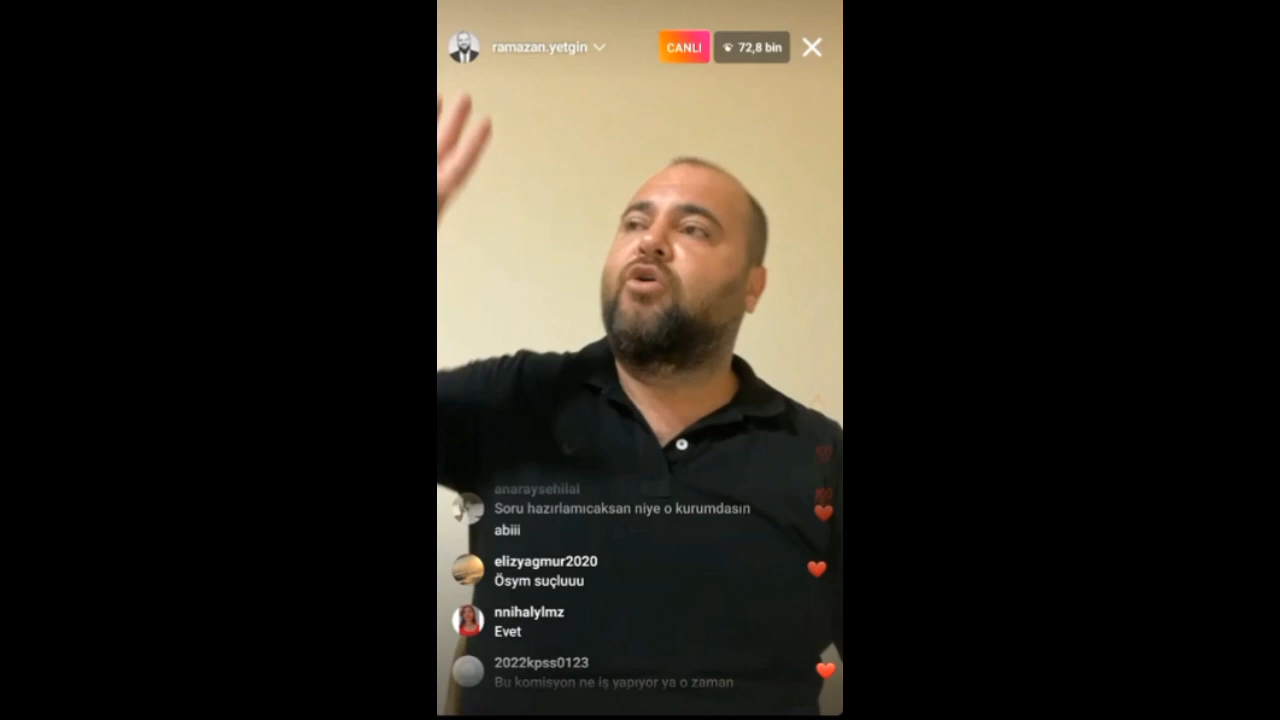 ramazan.yetgin
CANLI
72,8 bin
anaraysehilal
Soru hazırlamıcaksan niye o kurumdasın
abiii
elizyagmur2020
Ösym suçluuu
nnihalylmz
Evet
2022kpss0123
Bu komisyon ne iş yapıyor ya o zaman